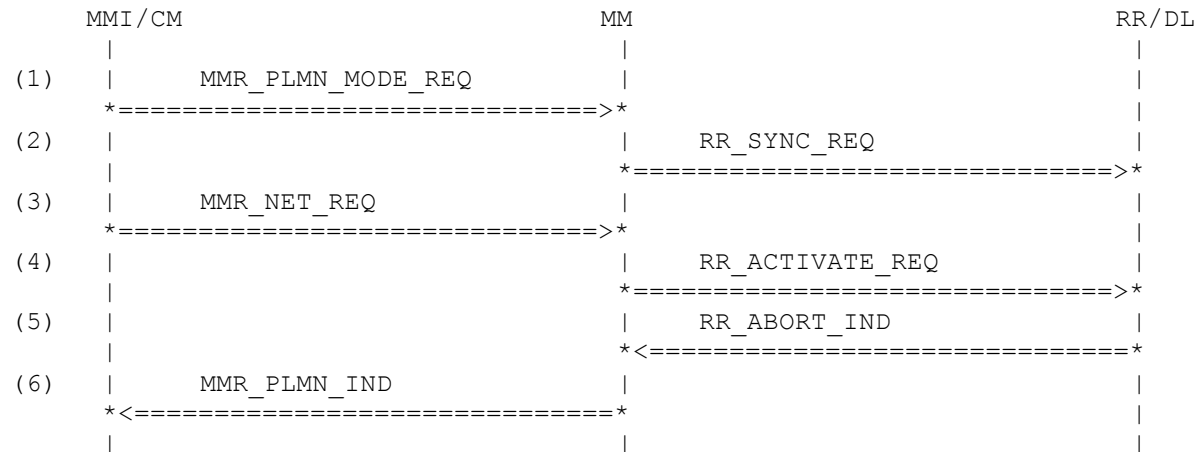 MMI/CM MM RR/DL
(1) MMR_PLMN_MODE_REQ
(2) RR_SYNC_REQ
(3) MMR_NET_REQ
(4) RR_ACTIVATE_REQ
(5) RR_ABORT_IND
(6) MMR_PLMN_IND